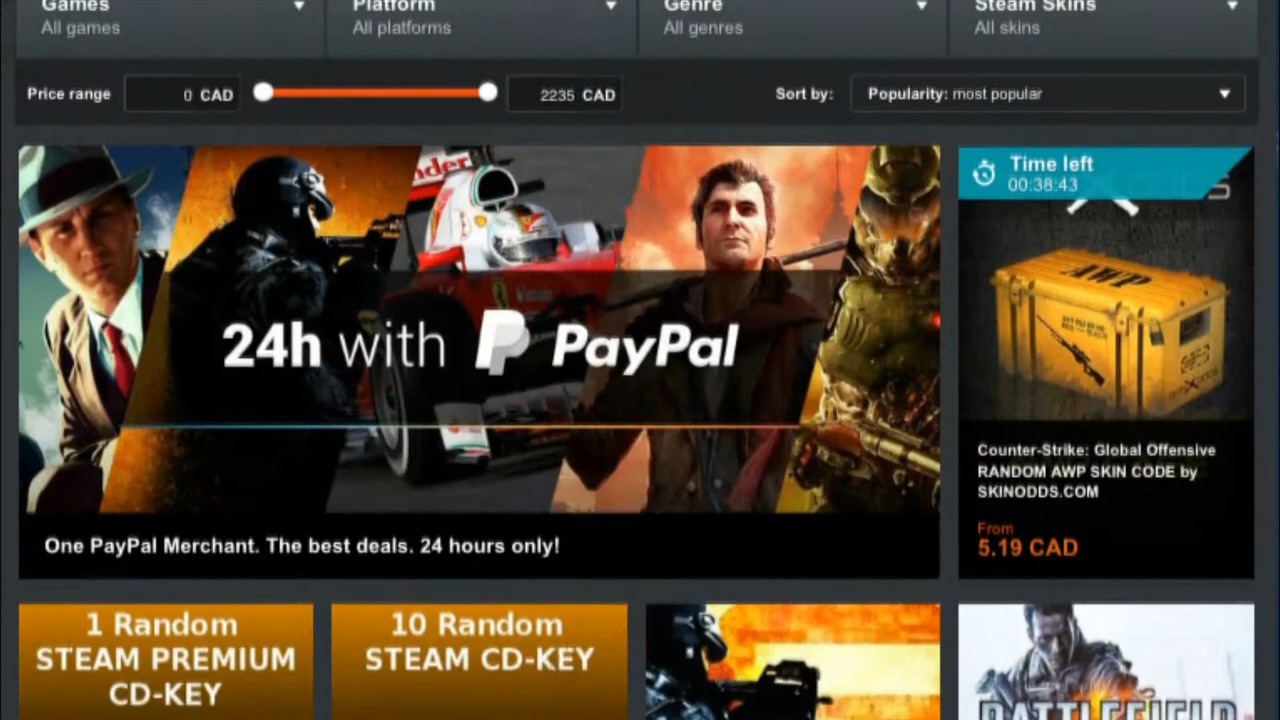 Games
All games
Platform
All platforms
Genre
All genres
Steam Skins
All skins
Price range
0 CAD
2235 CAD
Sort by:
Popularity: most popular
24h with PayPal
One PayPal Merchant. The best deals. 24 hours only!
Time left
00:38:43
AWP
Counter-Strike: Global Offensive
RANDOM AWP SKIN CODE by
SKINODDS.COM
From
5.19 CAD
1 Random
STEAM PREMIUM
CD-KEY
10 Random
STEAM CD-KEY
BATTLEFIELD